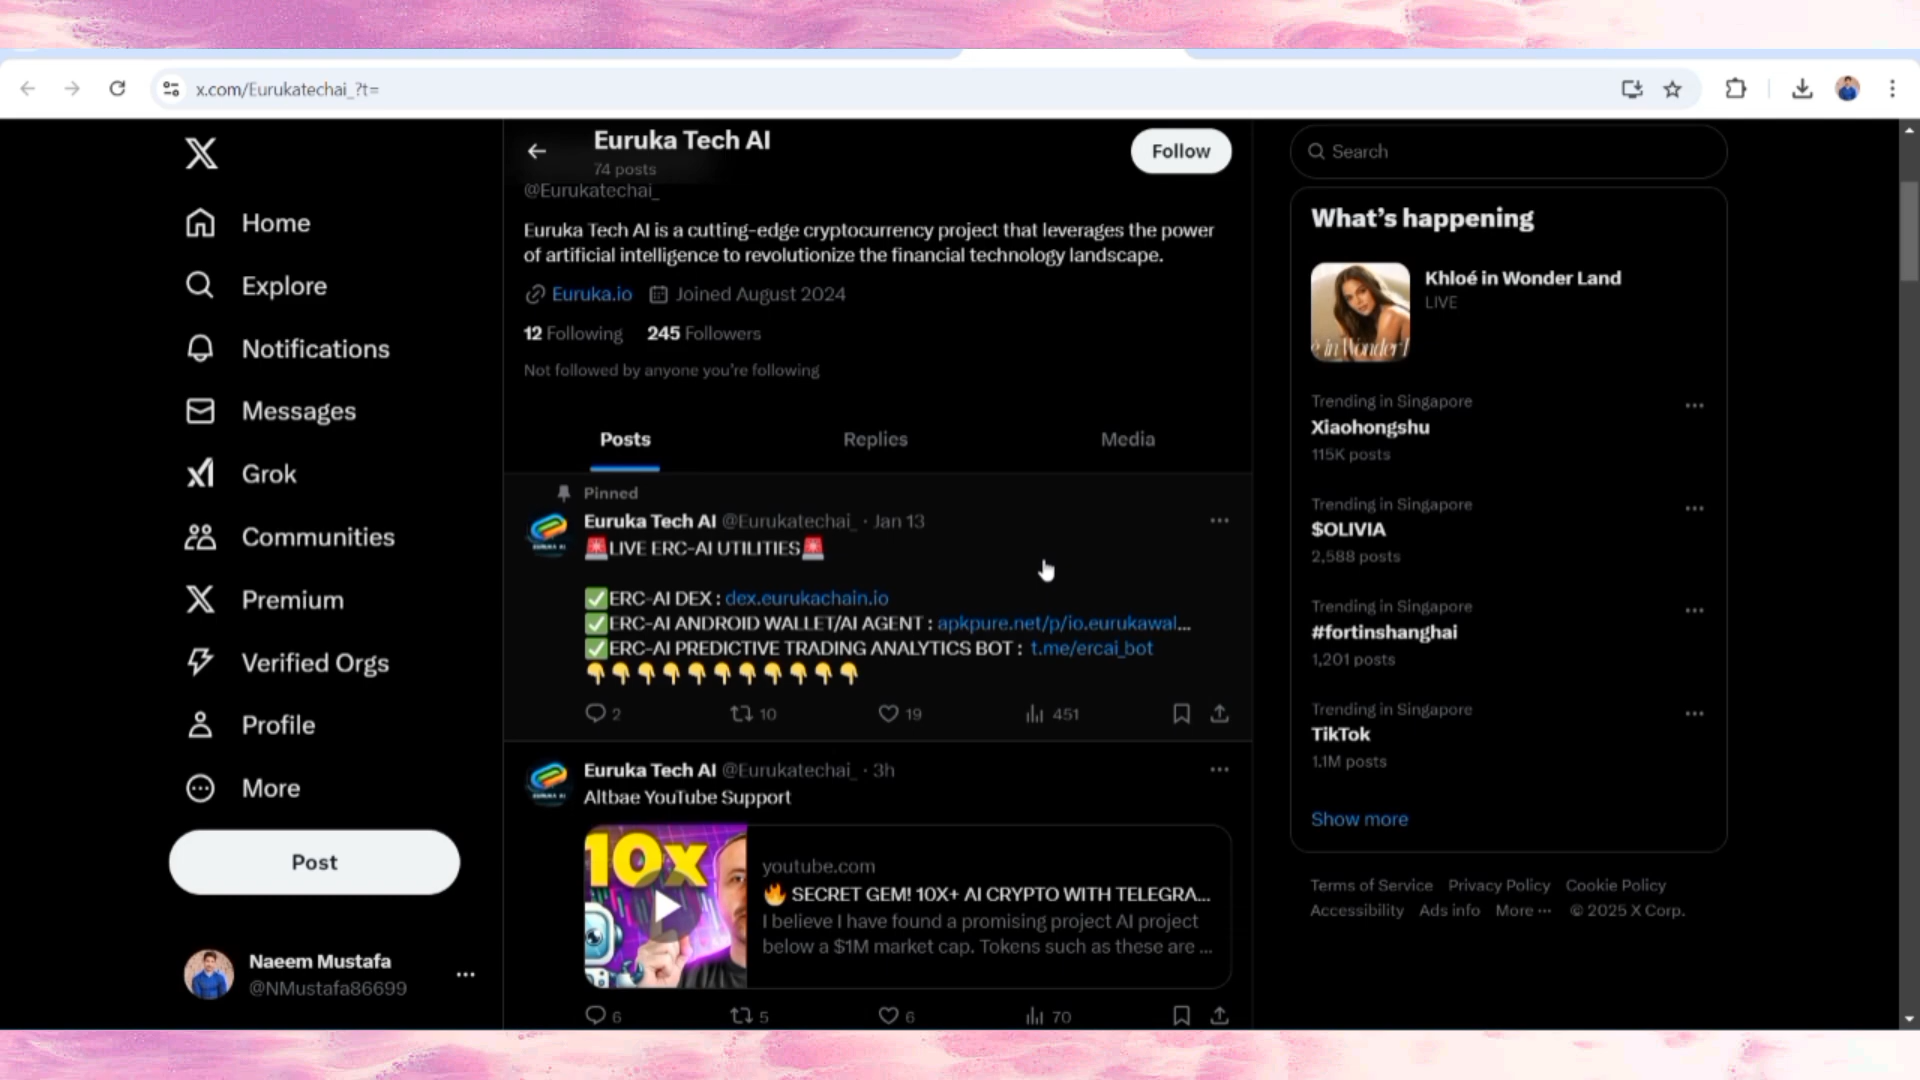 x.com/Eurukatechai_?t=
Euruka Tech AI
74 posts
Follow
@Eurukatechai_
Euruka Tech AI is a cutting-edge cryptocurrency project that leverages the power
of artificial intelligence to revolutionize the financial technology landscape.
Euruka.io Joined August 2024
12 Following 245 Followers
Not followed by anyone you're following
Posts Replies Media
Pinned
Euruka Tech AI @Eurukatechai_ · Jan 13
🚨LIVE ERC-AI UTILITIES🚨
✅ERC-AI DEX : dex.eurukachain.io
✅ERC-AI ANDROID WALLET/AI AGENT : apkpure.net/p/io.eurukawal...
✅ERC-AI PREDICTIVE TRADING ANALYTICS BOT : t.me/ercai_bot
👇👇👇👇👇👇👇👇👇👇👇
2 10 19 451
Euruka Tech AI @Eurukatechai_ · 3h
Altbae YouTube Support
10x
youtube.com
🔥 SECRET GEM! 10X+ AI CRYPTO WITH TELEGRA...
I believe I have found a promising project AI project
below a $1M market cap. Tokens such as these are ...
6 5 6 70
Home
Explore
Notifications
Messages
Grok
Communities
Premium
Verified Orgs
Profile
More
Post
Naeem Mustafa
@NMustafa86699
Search
What's happening
Khloé in Wonder Land
LIVE
Trending in Singapore
Xiaohongshu
115K posts
Trending in Singapore
$OLIVIA
2,588 posts
Trending in Singapore
#fortinshanghai
1,201 posts
Trending in Singapore
TikTok
1.1M posts
Show more
Terms of Service Privacy Policy Cookie Policy
Accessibility Ads info More ··· © 2025 X Corp.